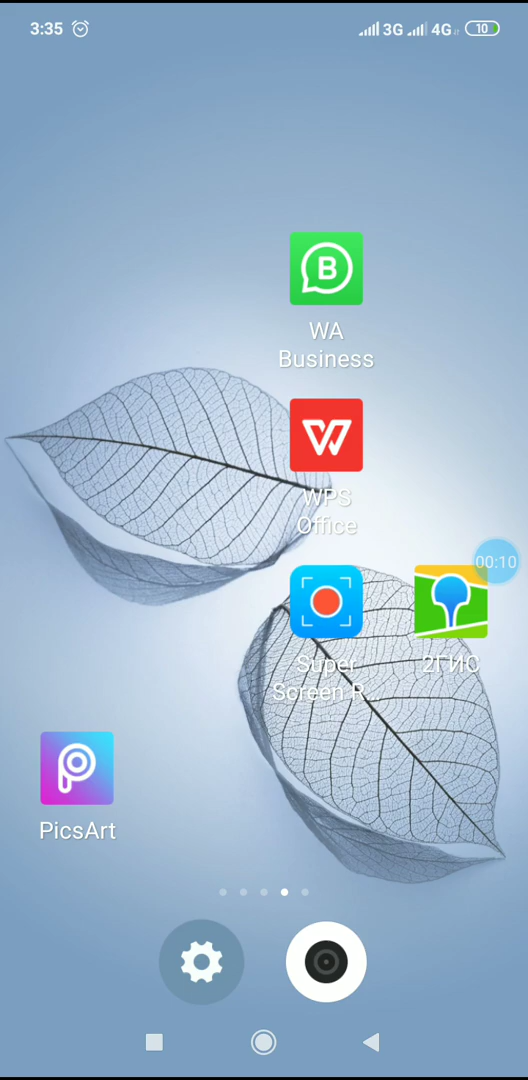 3:35 3G 4G 10
WA
Business
WPS
Office
00:10
Super
Screen R
2ГИС
PicsArt